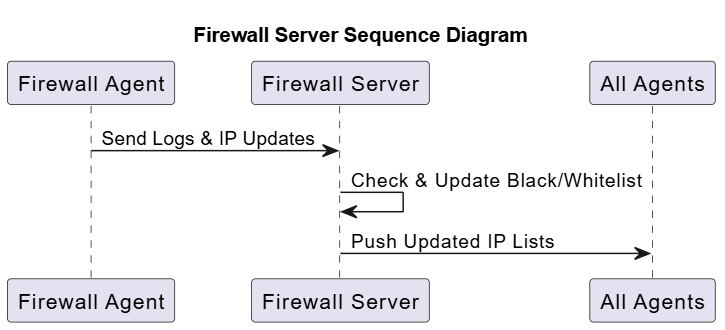 Firewall Server Sequence Diagram
Firewall Agent
Firewall Server
All Agents
Send Logs & IP Updates
Check & Update Black/Whitelist
Push Updated IP Lists
Firewall Agent
Firewall Server
All Agents